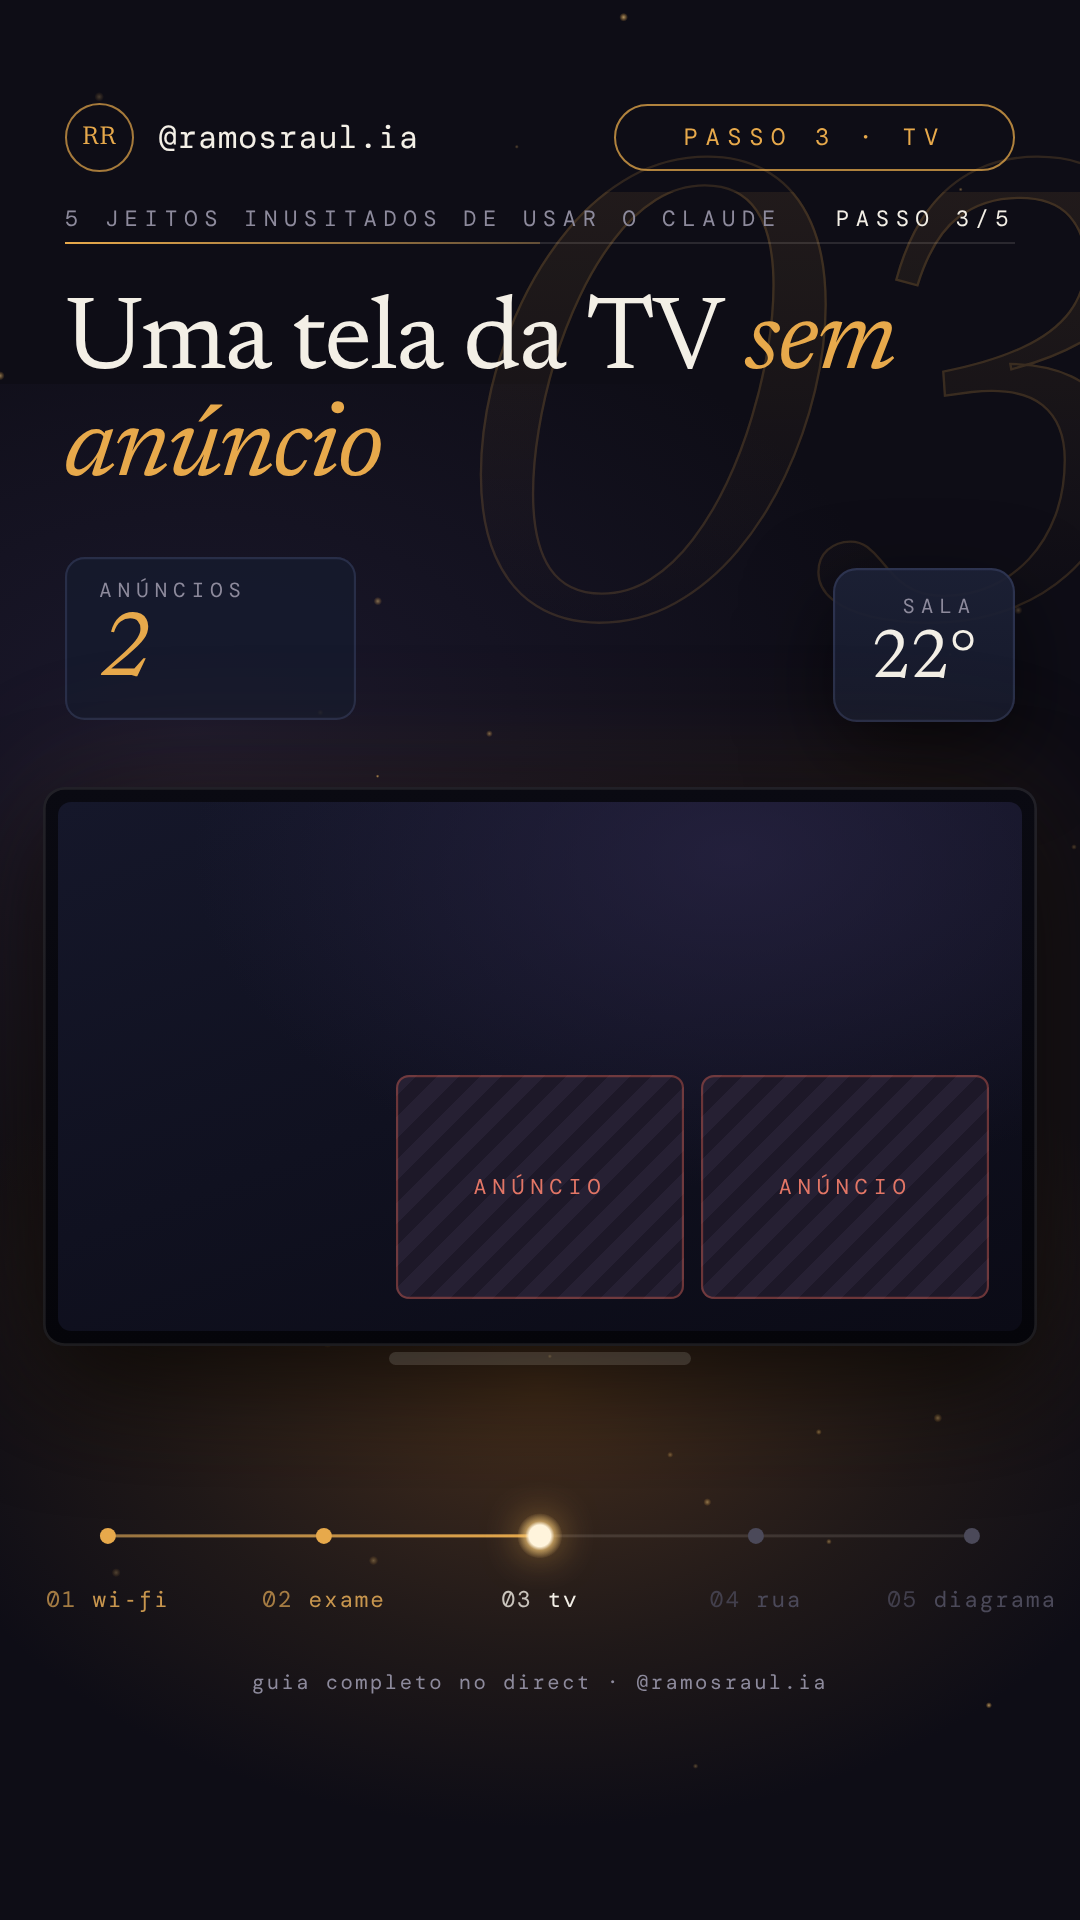 RR @ramosraul.ia
PASSO 3 · TV
5 JEITOS INUSITADOS DE USAR O CLAUDE
PASSO 3/5
03
Uma tela da TV sem
anúncio
ANÚNCIOS
2
SALA
22°
ANÚNCIO
ANÚNCIO
01 wi-fi
02 exame
03 tv
04 rua
05 diagrama
guia completo no direct · @ramosraul.ia